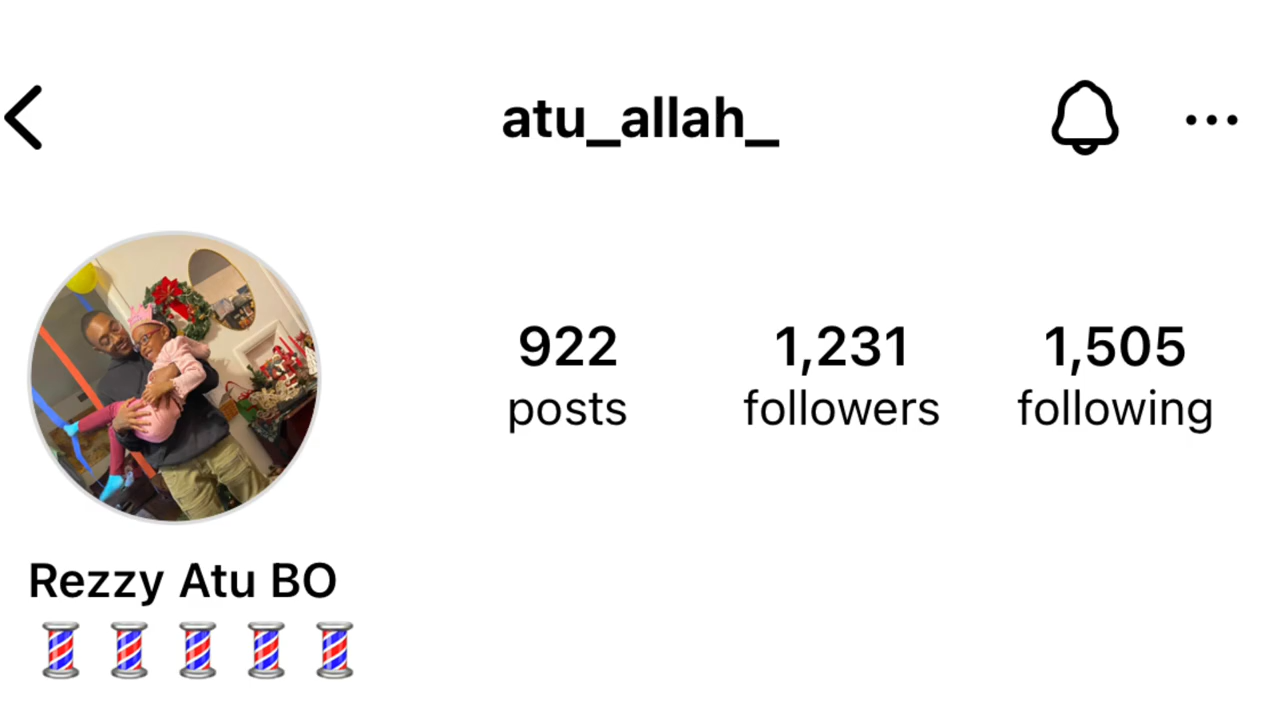 atu_allah_
922 1,231 1,505
posts followers following
Rezzy Atu BO
💈 💈 💈 💈 💈